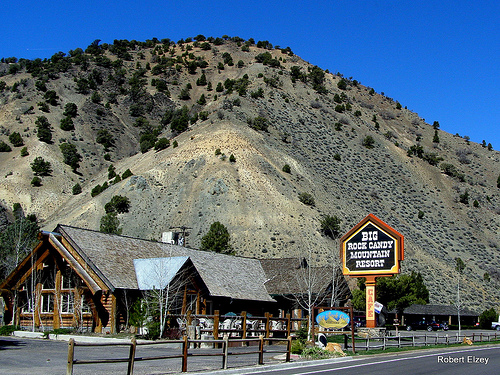 BIG
ROCK CANDY
MOUNTAIN
RESORT
Robert Elzey